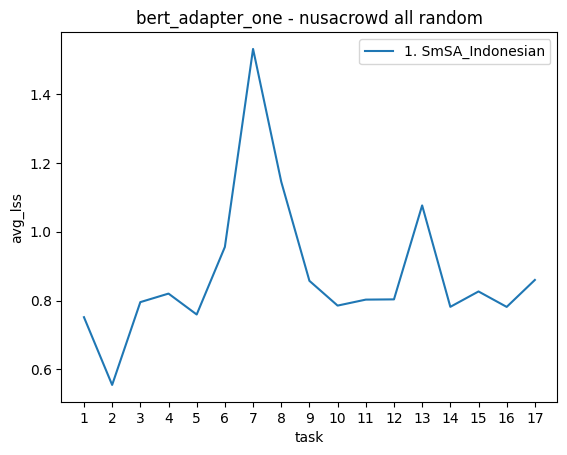 bert_adapter_one - nusacrowd all random
1. SmSA_Indonesian
avg_lss
1.4
1.2
1.0
0.8
0.6
1 2 3 4 5 6 7 8 9 10 11 12 13 14 15 16 17
task